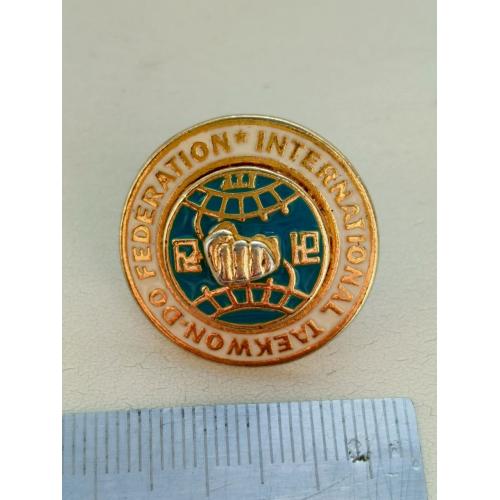 INTERNATIONAL TAEKWON-DO FEDERATION *